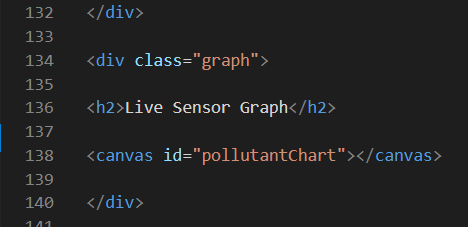 132 </div>
133
134 <div class="graph">
135
136 <h2>Live Sensor Graph</h2>
137
138 <canvas id="pollutantChart"></canvas>
139
140 </div>
141